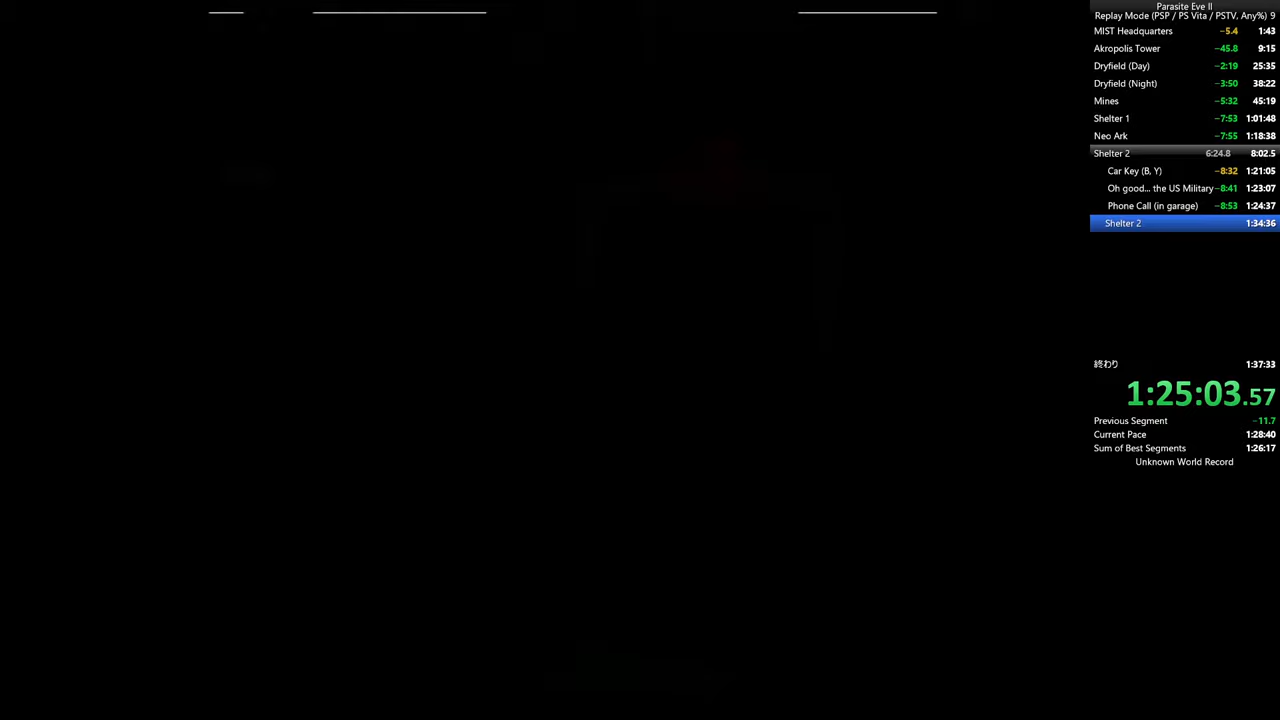 Parasite Eve II
Replay Mode (PSP / PS Vita / PSTV, Any%) 9
MIST Headquarters −5.4 1:43
Akropolis Tower −45.8 9:15
Dryfield (Day) −2:19 25:35
Dryfield (Night) −3:50 38:22
Mines −5:32 45:19
Shelter 1 −7:53 1:01:48
Neo Ark −7:55 1:18:38
Shelter 2 6:24.8 8:02.5
Car Key (B, Y) −8:32 1:21:05
Oh good... the US Military −8:41 1:23:07
Phone Call (in garage) −8:53 1:24:37
Shelter 2 1:34:36
終わり 1:37:33
1:25:03.57
Previous Segment −11.7
Current Pace 1:28:40
Sum of Best Segments 1:26:17
Unknown World Record